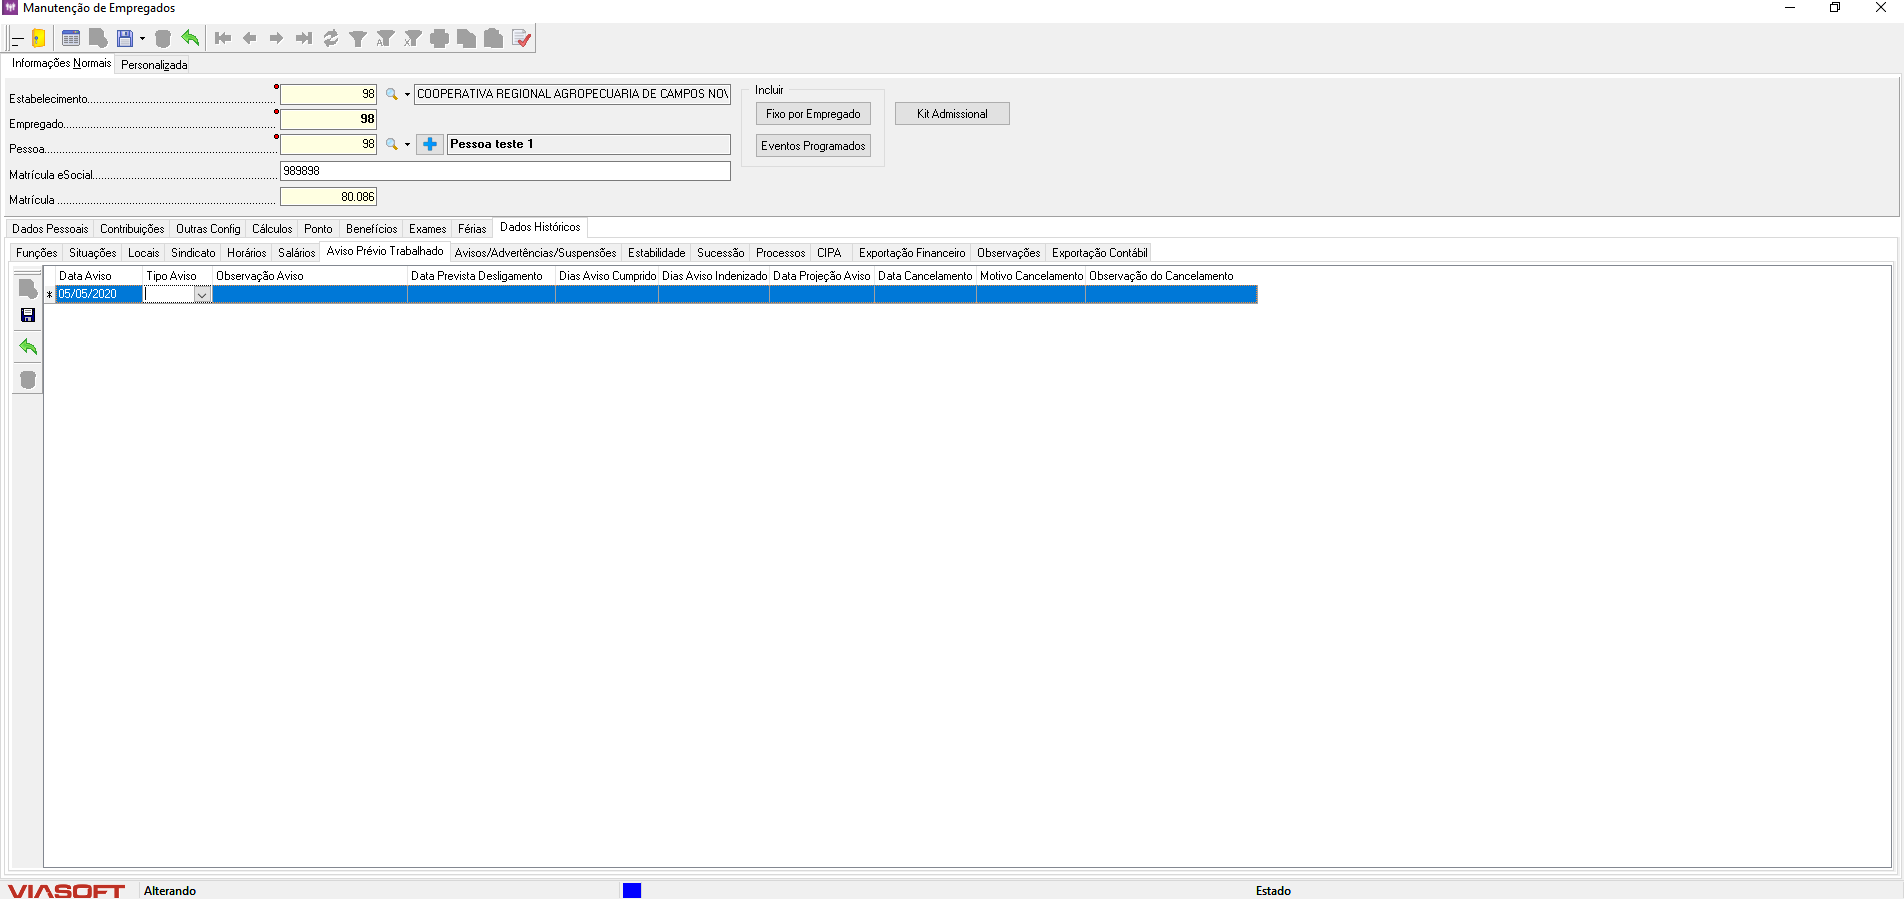 Manutenção de Empregados
Informações Normais Personalizada
Estabelecimento 98 COOPERATIVA REGIONAL AGROPECUARIA DE CAMPOS NOV
Incluir
Empregado 98 Fixo por Empregado Kit Admissional
Pessoa 98 Pessoa teste 1 Eventos Programados
Matrícula eSocial 989898
Matrícula 80.086
Dados Pessoais Contribuições Outras Config Cálculos Ponto Benefícios Exames Férias Dados Históricos
Funções Situações Locais Sindicato Horários Salários Aviso Prévio Trabalhado Avisos/Advertências/Suspensões Estabilidade Sucessão Processos CIPA Exportação Financeiro Observações Exportação Contábil
Data Aviso Tipo Aviso Observação Aviso Data Prevista Desligamento Dias Aviso Cumprido Dias Aviso Indenizado Data Projeção Aviso Data Cancelamento Motivo Cancelamento Observação do Cancelamento
* 05/05/2020
VIASOFT Alterando Estado